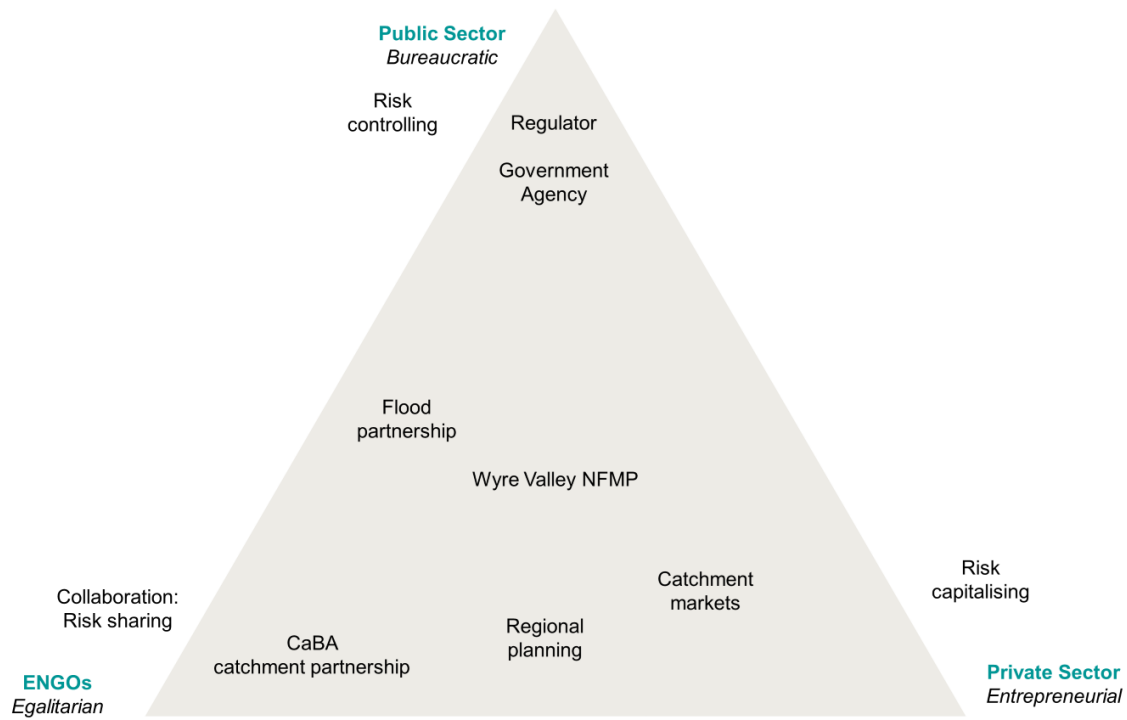 Public Sector
Bureaucratic
Risk
controlling
Regulator
Government
Agency
Flood
partnership
Wyre Valley NFMP
Catchment
markets
Risk
capitalising
Collaboration:
Risk sharing
Regional
planning
CaBA
catchment partnership
ENGOs
Egalitarian
Private Sector
Entrepreneurial